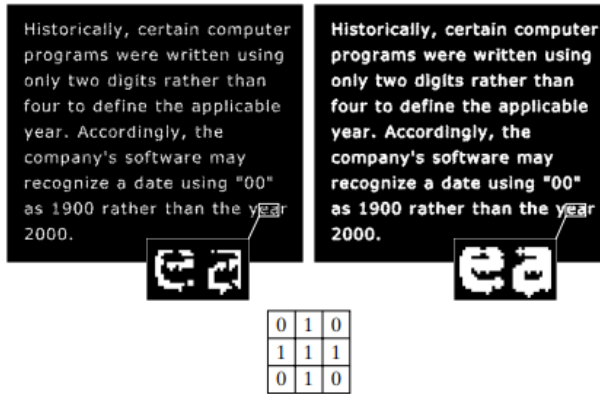 Historically, certain computer
programs were written using
only two digits rather than
four to define the applicable
year. Accordingly, the
company's software may
recognize a date using "00"
as 1900 rather than the year
2000.
ea
Historically, certain computer
programs were written using
only two digits rather than
four to define the applicable
year. Accordingly, the
company's software may
recognize a date using "00"
as 1900 rather than the year
2000.
ea
0 1 0
1 1 1
0 1 0